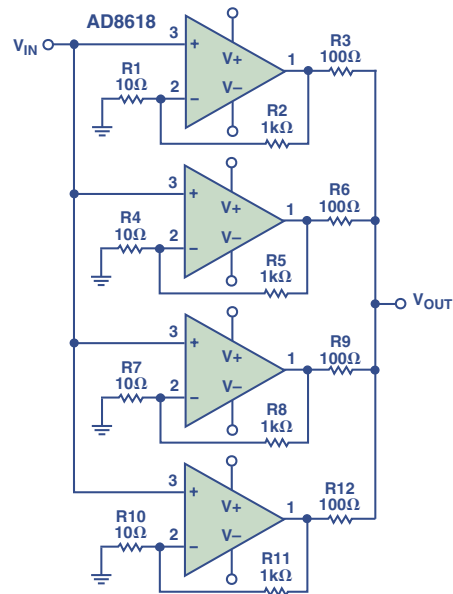 AD8618
V_IN
3
+
V+
V–
1
R3
100Ω
R1
10Ω
2
–
R2
1kΩ
3
+
V+
V–
1
R6
100Ω
R4
10Ω
2
–
R5
1kΩ
V_OUT
3
+
V+
V–
1
R9
100Ω
R7
10Ω
2
–
R8
1kΩ
3
+
V+
V–
1
R12
100Ω
R10
10Ω
2
–
R11
1kΩ